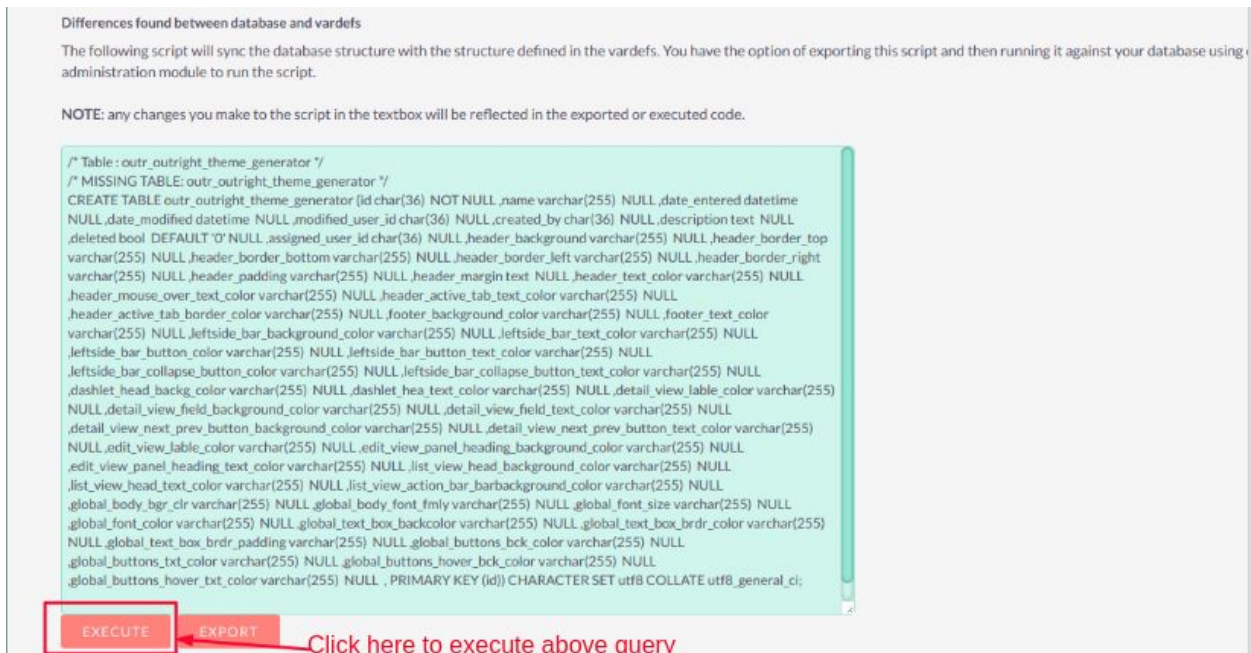 Differences found between database and vardefs
The following script will sync the database structure with the structure defined in the vardefs. You have the option of exporting this script and then running it against your database using
administration module to run the script.
NOTE: any changes you make to the script in the textbox will be reflected in the exported or executed code.
/* Table : outr_outright_theme_generator */
/* MISSING TABLE: outr_outright_theme_generator */
CREATE TABLE outr_outright_theme_generator (id char(36) NOT NULL ,name varchar(255) NULL ,date_entered datetime
NULL ,date_modified datetime NULL ,modified_user_id char(36) NULL ,created_by char(36) NULL ,description text NULL
,deleted bool DEFAULT '0' NULL ,assigned_user_id char(36) NULL ,header_background varchar(255) NULL ,header_border_top
varchar(255) NULL ,header_border_bottom varchar(255) NULL ,header_border_left varchar(255) NULL ,header_border_right
varchar(255) NULL ,header_padding varchar(255) NULL ,header_margin text NULL ,header_text_color varchar(255) NULL
,header_mouse_over_text_color varchar(255) NULL ,header_active_tab_text_color varchar(255) NULL
,header_active_tab_border_color varchar(255) NULL ,footer_background_color varchar(255) NULL ,footer_text_color
varchar(255) NULL ,leftside_bar_background_color varchar(255) NULL ,leftside_bar_text_color varchar(255) NULL
,leftside_bar_button_color varchar(255) NULL ,leftside_bar_button_text_color varchar(255) NULL
,leftside_bar_collapse_button_color varchar(255) NULL ,leftside_bar_collapse_button_text_color varchar(255) NULL
,dashlet_head_backg_color varchar(255) NULL ,dashlet_hea_text_color varchar(255) NULL ,detail_view_lable_color varchar(255)
NULL ,detail_view_field_background_color varchar(255) NULL ,detail_view_field_text_color varchar(255) NULL
,detail_view_next_prev_button_background_color varchar(255) NULL ,detail_view_next_prev_button_text_color varchar(255)
NULL ,edit_view_lable_color varchar(255) NULL ,edit_view_panel_heading_background_color varchar(255) NULL
,edit_view_panel_heading_text_color varchar(255) NULL ,list_view_head_background_color varchar(255) NULL
,list_view_head_text_color varchar(255) NULL ,list_view_action_bar_barbackground_color varchar(255) NULL
,global_body_bgr_clr varchar(255) NULL ,global_body_font_fmly varchar(255) NULL ,global_font_size varchar(255) NULL
,global_font_color varchar(255) NULL ,global_text_box_backcolor varchar(255) NULL ,global_text_box_brdr_color varchar(255)
NULL ,global_text_box_brdr_padding varchar(255) NULL ,global_buttons_bck_color varchar(255) NULL
,global_buttons_txt_color varchar(255) NULL ,global_buttons_hover_bck_color varchar(255) NULL
,global_buttons_hover_txt_color varchar(255) NULL , PRIMARY KEY (id)) CHARACTER SET utf8 COLLATE utf8_general_ci;
EXECUTE EXPORT
Click here to execute above query